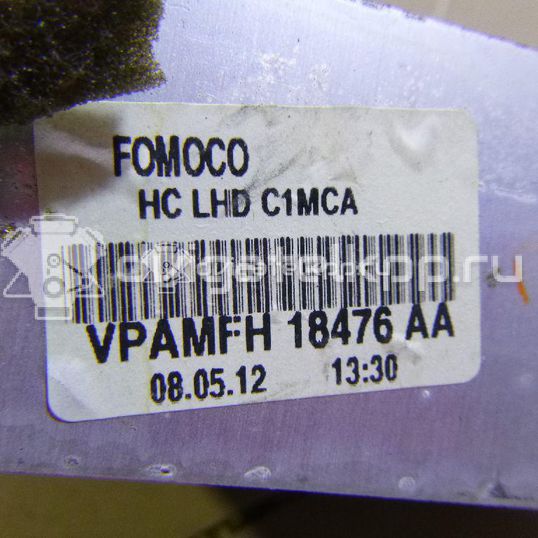 FOMOCO
HC LHD C1MCA
VPAMFH 18476 AA
08.05.12 13:30